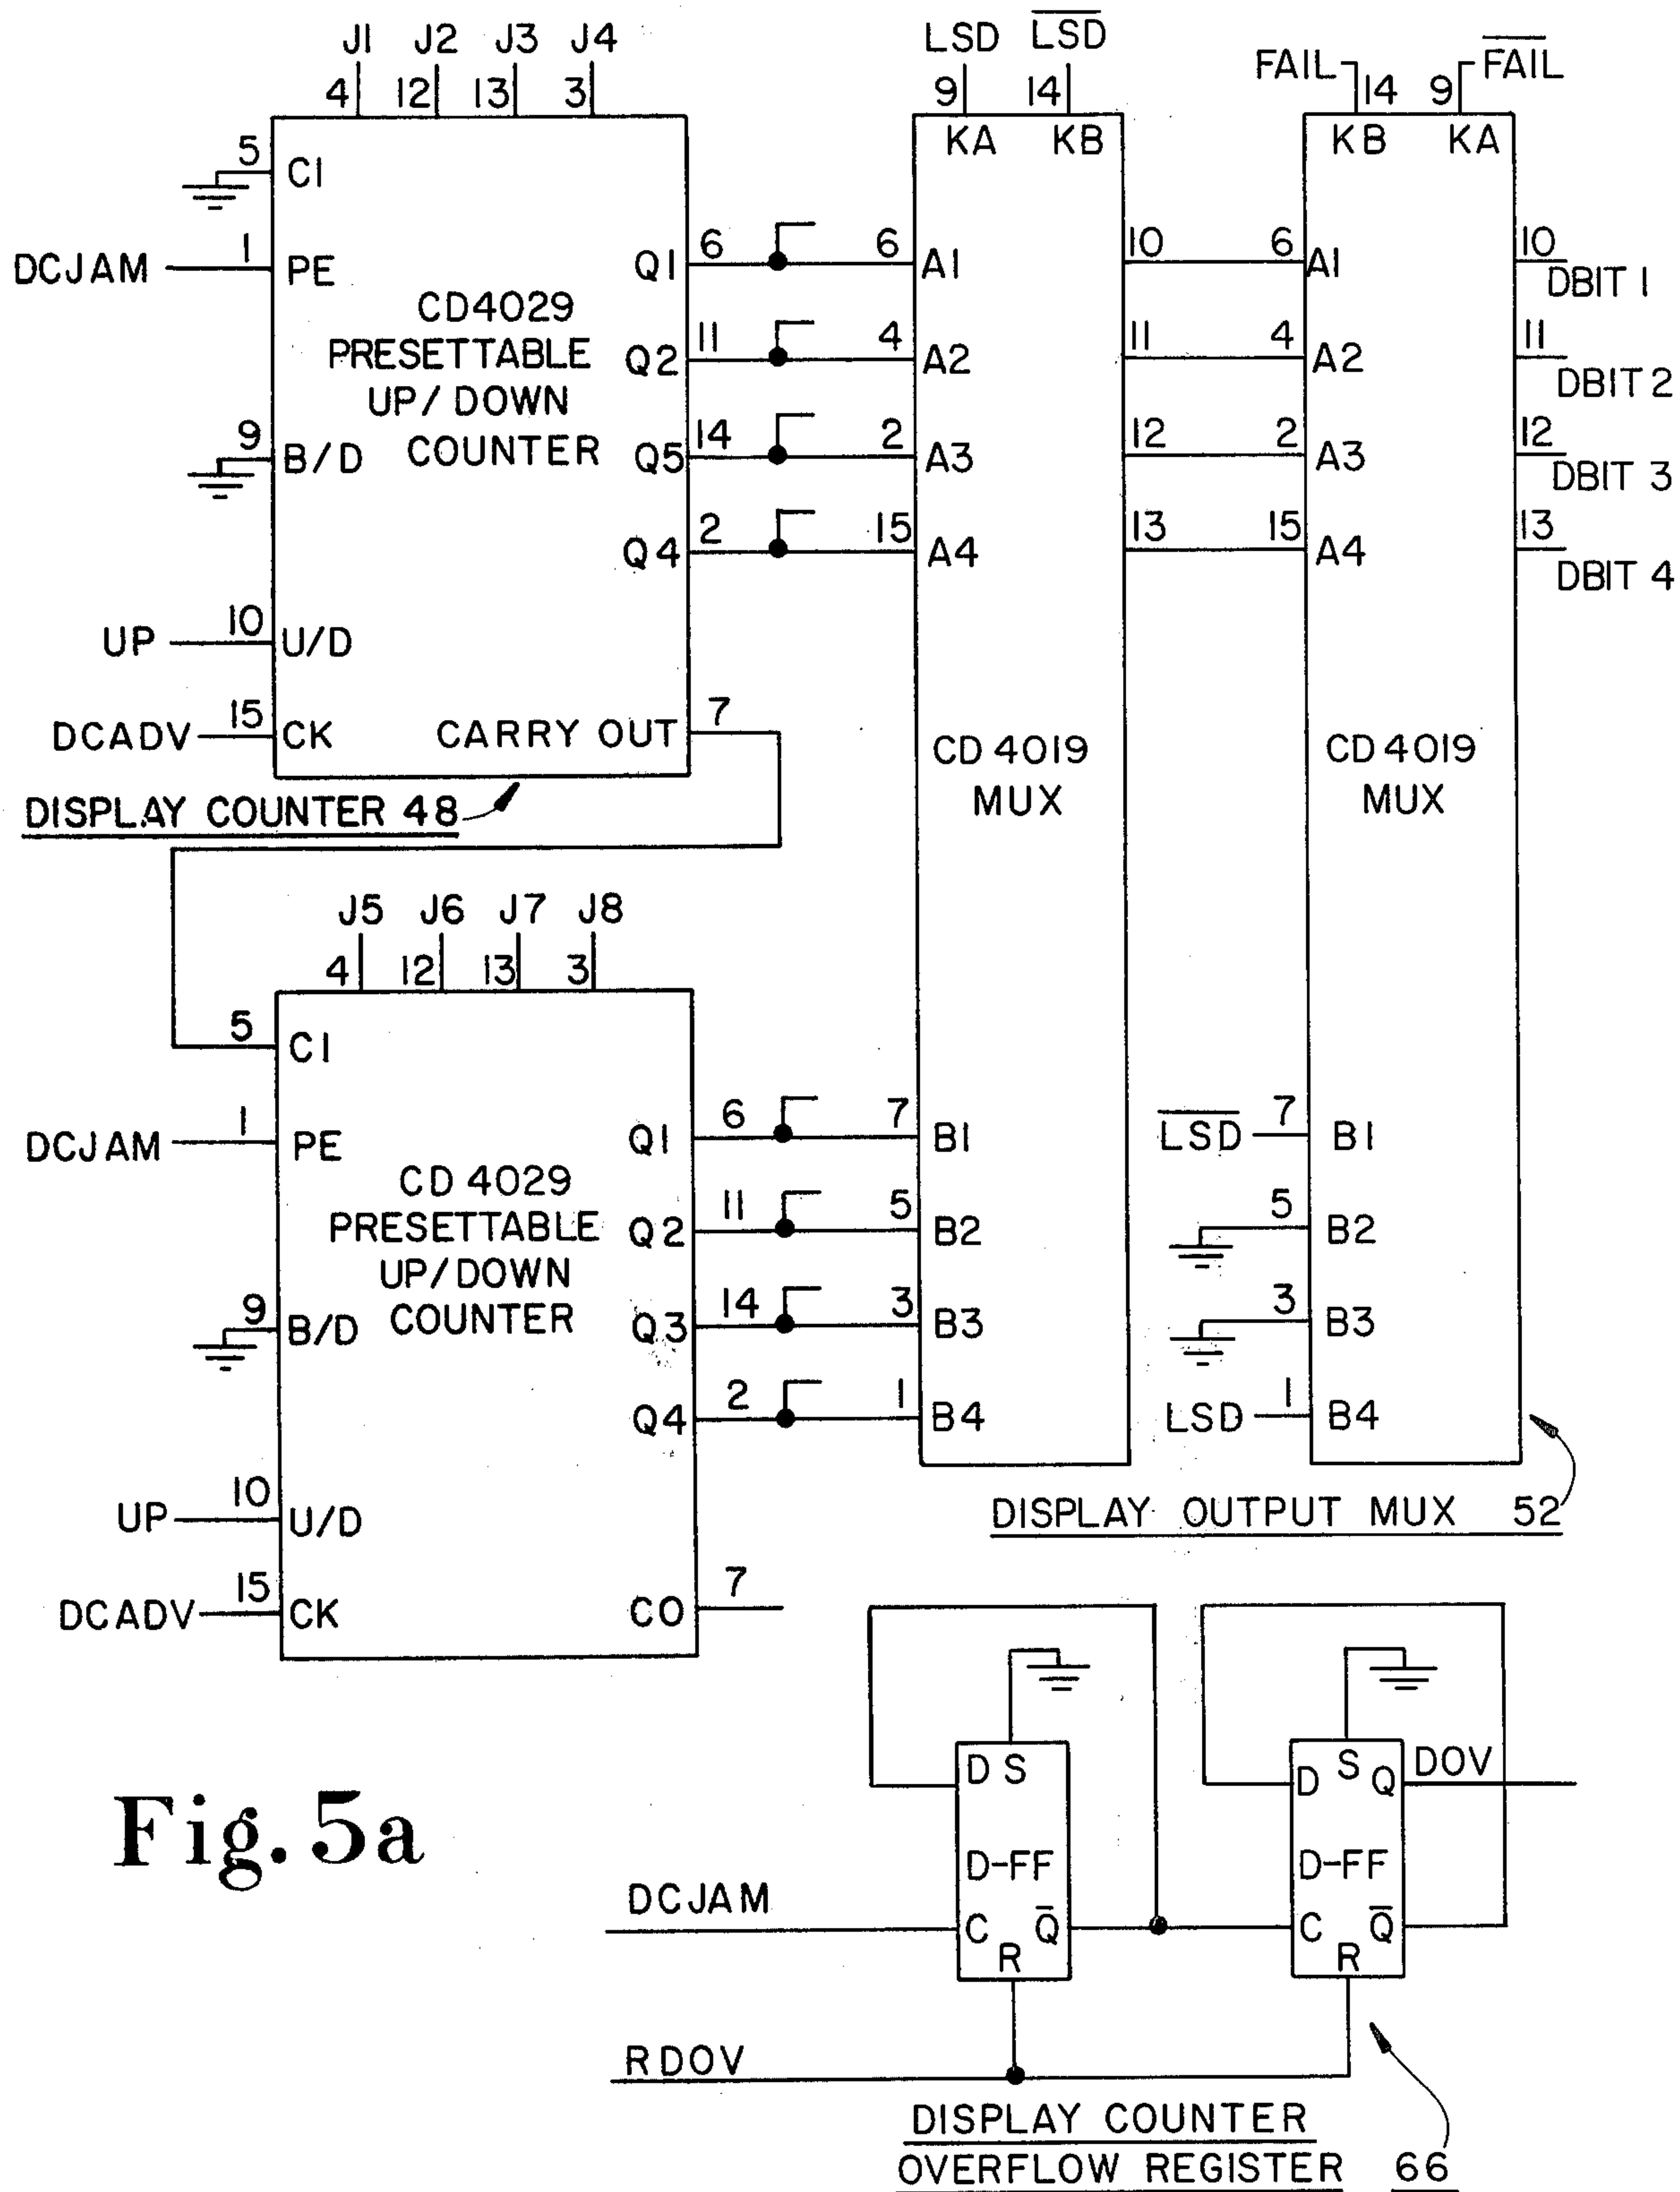 J1 J2 J3 J4
4 12 13 3
5 CI
DCJAM 1 PE
CD4029
PRESETTABLE
UP/DOWN
COUNTER
9 B/D
UP 10 U/D
DCADV 15 CK
Q1 6
Q2 11
Q5 14
Q4 2
CARRY OUT 7
DISPLAY COUNTER 48
J5 J6 J7 J8
4 12 13 3
5 CI
DCJAM 1 PE
CD4029
PRESETTABLE
UP/DOWN
COUNTER
9 B/D
UP 10 U/D
DCADV 15 CK
Q1 6
Q2 11
Q3 14
Q4 2
CO 7
LSD L̅S̅D̅
9 14
KA KB
6 A1 10
4 A2 11
2 A3 12
15 A4 13
CD4019
MUX
7 B1
5 B2
3 B3
1 B4
FAIL F̅A̅I̅L̅
14 9
KB KA
6 A1 10 DBIT 1
4 A2 11 DBIT 2
2 A3 12 DBIT 3
15 A4 13 DBIT 4
CD4019
MUX
L̅S̅D̅ 7 B1
5 B2
3 B3
LSD 1 B4
DISPLAY OUTPUT MUX 52
D S
D-FF
DCJAM C Q̅
R
D S Q DOV
D-FF
C Q̅
R
RDOV
DISPLAY COUNTER
OVERFLOW REGISTER 66
Fig. 5a